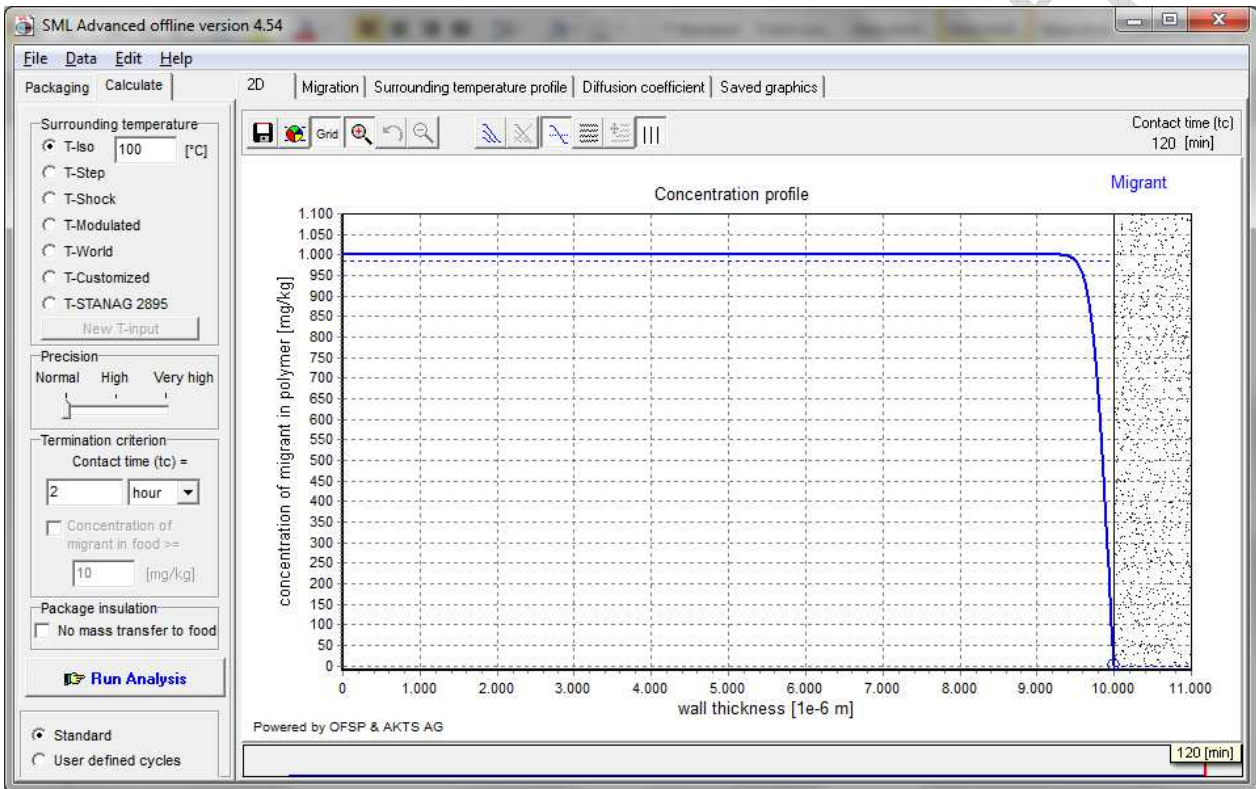 SML Advanced offline version 4.54
File Data Edit Help
Packaging Calculate
2D Migration Surrounding temperature profile Diffusion coefficient Saved graphics
Surrounding temperature
T-Iso 100 [°C]
T-Step
T-Shock
T-Modulated
T-World
T-Customized
T-STANAG 2895
New T-input
Precision
Normal High Very high
Termination criterion
Contact time (tc) =
2 hour
Concentration of
migrant in food >=
10 [mg/kg]
Package insulation
No mass transfer to food
Run Analysis
Standard
User defined cycles
Grid
Contact time (tc)
120 [min]
Migrant
Concentration profile
concentration of migrant in polymer [mg/kg]
1.100
1.050
1.000
950
900
850
800
750
700
650
600
550
500
450
400
350
300
250
200
150
100
50
0
0 1.000 2.000 3.000 4.000 5.000 6.000 7.000 8.000 9.000 10.000 11.000
wall thickness [1e-6 m]
Powered by OFSP & AKTS AG
120 [min]